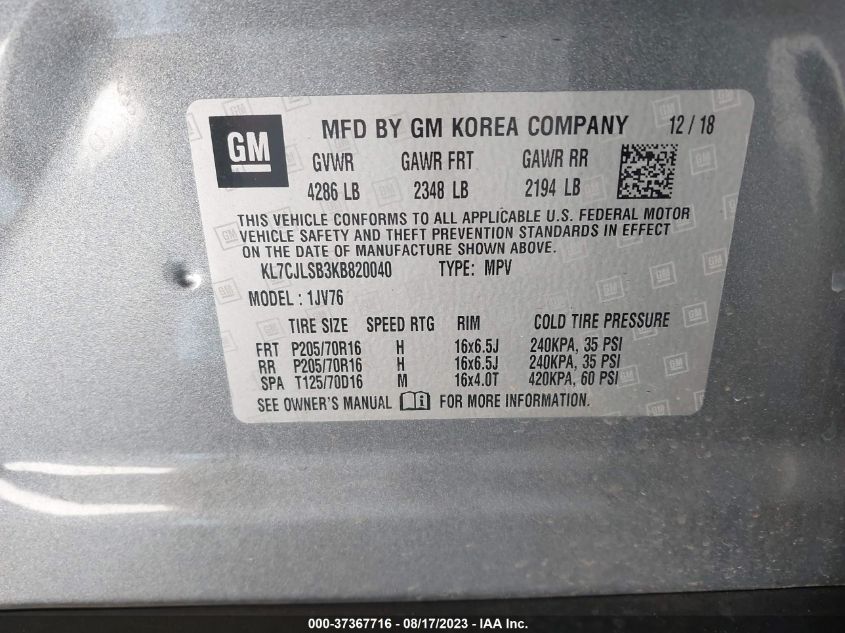 GM MFD BY GM KOREA COMPANY 12 / 18
GVWR GAWR FRT GAWR RR
4286 LB 2348 LB 2194 LB
THIS VEHICLE CONFORMS TO ALL APPLICABLE U.S. FEDERAL MOTOR
VEHICLE SAFETY AND THEFT PREVENTION STANDARDS IN EFFECT
ON THE DATE OF MANUFACTURE SHOWN ABOVE.
KL7CJLSB3KB820040 TYPE: MPV
MODEL : 1JV76
TIRE SIZE SPEED RTG RIM COLD TIRE PRESSURE
FRT P205/70R16 H 16x6.5J 240KPA, 35 PSI
RR P205/70R16 H 16x6.5J 240KPA, 35 PSI
SPA T125/70D16 M 16x4.0T 420KPA, 60 PSI
SEE OWNER'S MANUAL FOR MORE INFORMATION.
000-37367716 - 08/17/2023 - IAAI.com